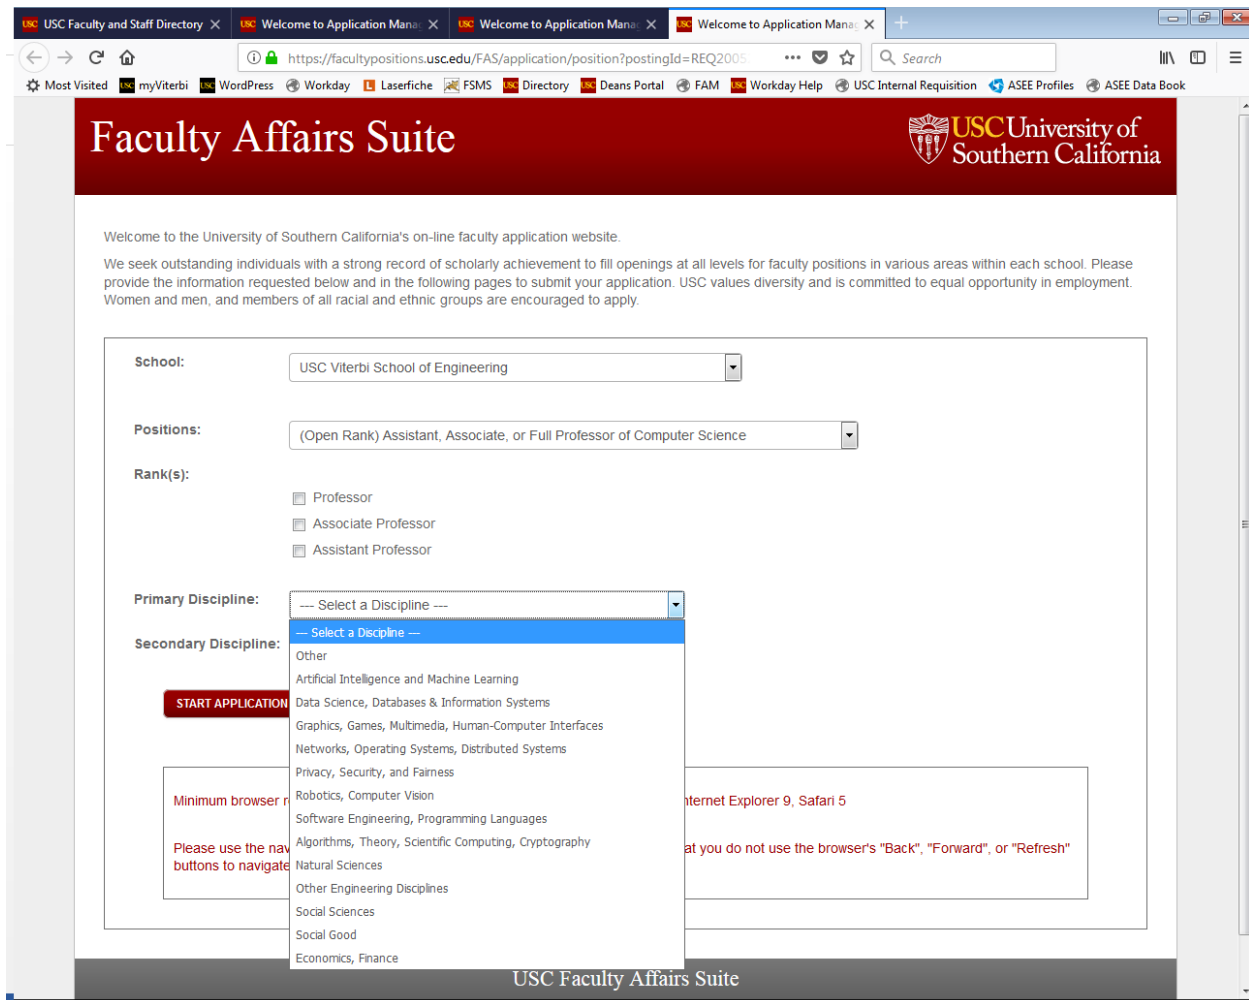 USC Faculty and Staff Directory
Welcome to Application Mana
Welcome to Application Mana
Welcome to Application Mana
https://facultypositions.usc.edu/FAS/application/position?postingId=REQ2005
Search
Most Visited
myViterbi
WordPress
Workday
Laserfiche
FSMS
Directory
Deans Portal
FAM
Workday Help
USC Internal Requisition
ASEE Profiles
ASEE Data Book
Faculty Affairs Suite
USC University of
Southern California
Welcome to the University of Southern California's on-line faculty application website.
We seek outstanding individuals with a strong record of scholarly achievement to fill openings at all levels for faculty positions in various areas within each school. Please
provide the information requested below and in the following pages to submit your application. USC values diversity and is committed to equal opportunity in employment.
Women and men, and members of all racial and ethnic groups are encouraged to apply.
School:
USC Viterbi School of Engineering
Positions:
(Open Rank) Assistant, Associate, or Full Professor of Computer Science
Rank(s):
Professor
Associate Professor
Assistant Professor
Primary Discipline:
--- Select a Discipline ---
--- Select a Discipline ---
Secondary Discipline:
Other
Artificial Intelligence and Machine Learning
START APPLICATION
Data Science, Databases & Information Systems
Graphics, Games, Multimedia, Human-Computer Interfaces
Networks, Operating Systems, Distributed Systems
Privacy, Security, and Fairness
Robotics, Computer Vision
Minimum browser r
nternet Explorer 9, Safari 5
Software Engineering, Programming Languages
Algorithms, Theory, Scientific Computing, Cryptography
Please use the nav
at you do not use the browser's "Back", "Forward", or "Refresh"
buttons to navigate
Natural Sciences
Other Engineering Disciplines
Social Sciences
Social Good
Economics, Finance
USC Faculty Affairs Suite